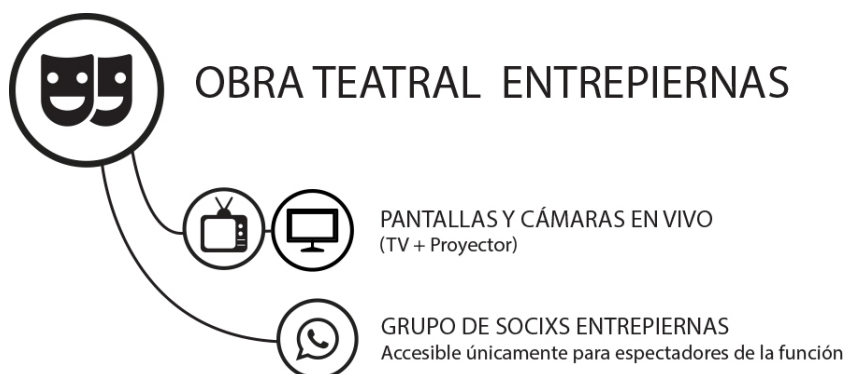 OBRA TEATRAL ENTREPIERNAS
PANTALLAS Y CÁMARAS EN VIVO
(TV + Proyector)
GRUPO DE SOCIXS ENTREPIERNAS
Accesible únicamente para espectadores de la función